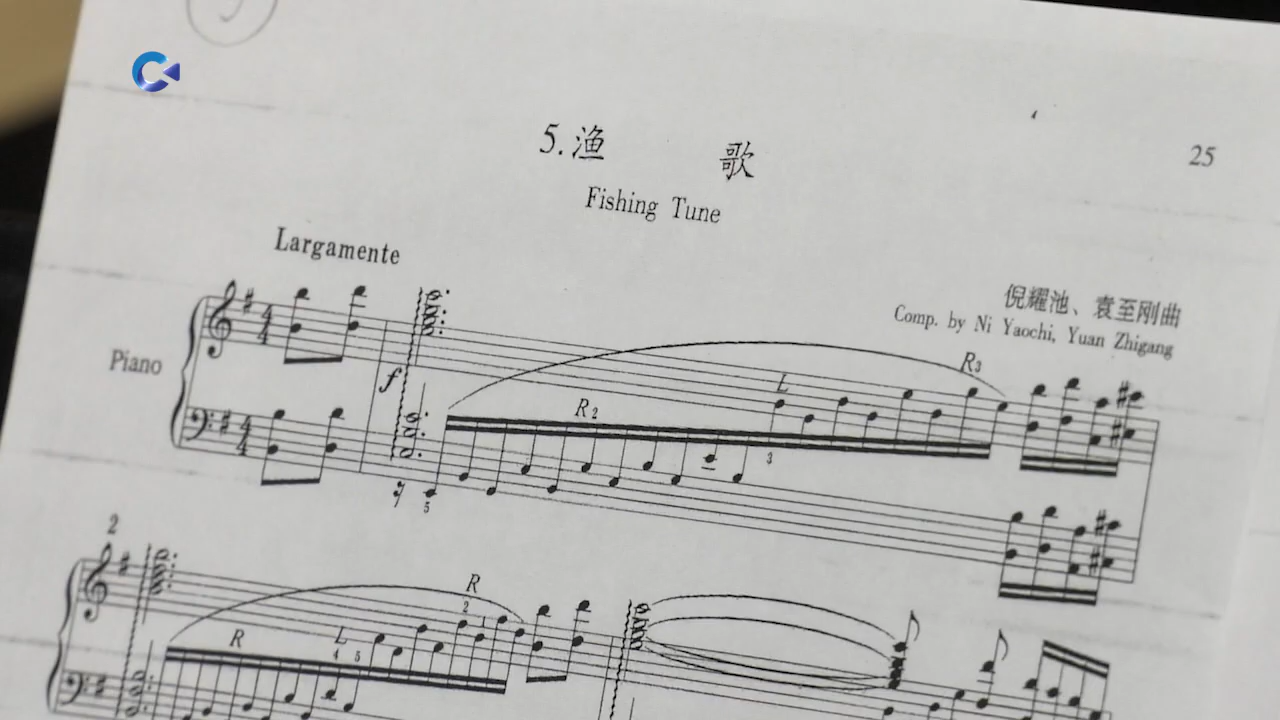 5.渔 歌
25
Fishing Tune
Largamente
倪耀池、袁至刚曲
Comp. by Ni Yaochi, Yuan Zhigang
Piano
f
R3
L
R2
3
5
2
R
2
R
L
4 5